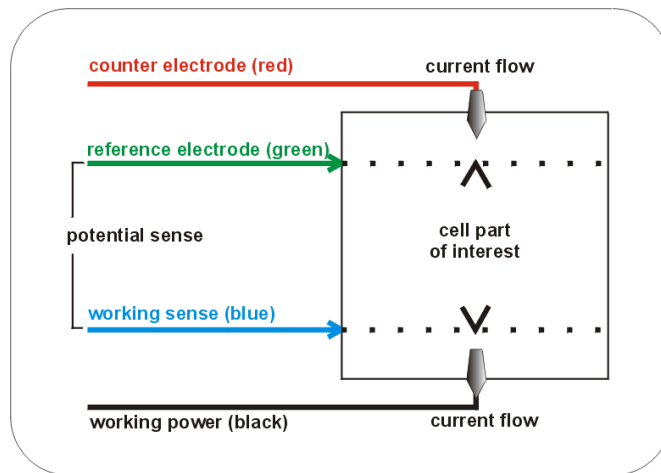 counter electrode (red)
current flow
reference electrode (green)
potential sense
cell part
of interest
working sense (blue)
working power (black)
current flow